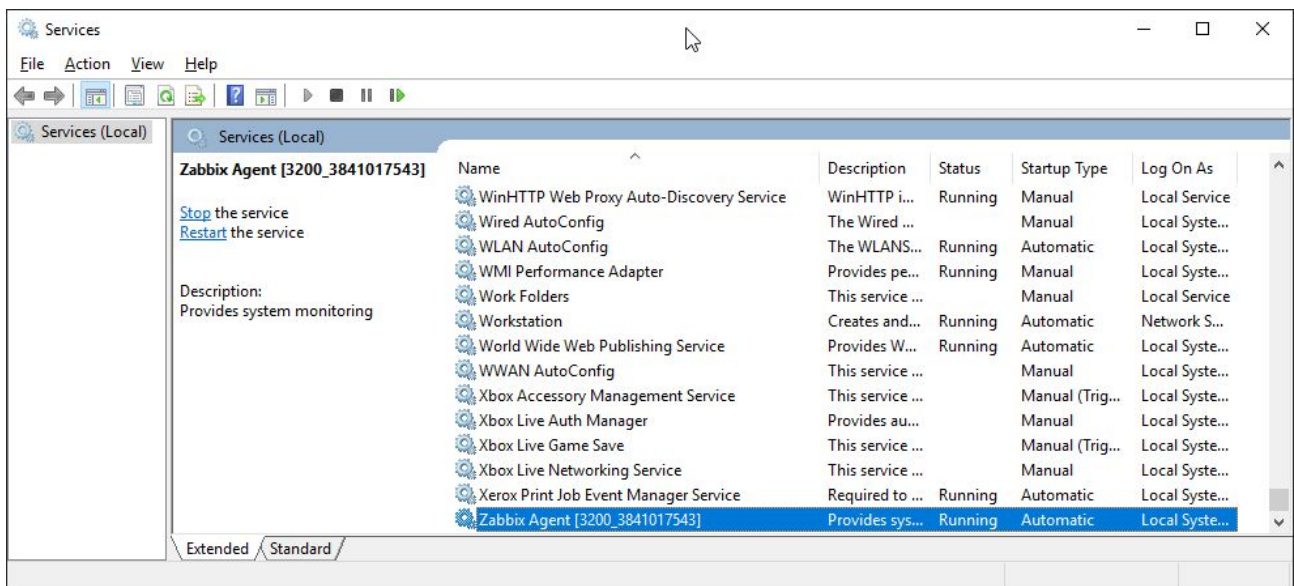 Services
File Action View Help
Services (Local)
Services (Local)
Zabbix Agent [3200_3841017543]
Stop the service
Restart the service
Description:
Provides system monitoring
Name Description Status Startup Type Log On As
WinHTTP Web Proxy Auto-Discovery Service WinHTTP i... Running Manual Local Service
Wired AutoConfig The Wired ... Manual Local Syste...
WLAN AutoConfig The WLANS... Running Automatic Local Syste...
WMI Performance Adapter Provides pe... Running Manual Local Syste...
Work Folders This service ... Manual Local Service
Workstation Creates and... Running Automatic Network S...
World Wide Web Publishing Service Provides W... Running Automatic Local Syste...
WWAN AutoConfig This service ... Manual Local Syste...
Xbox Accessory Management Service This service ... Manual (Trig... Local Syste...
Xbox Live Auth Manager Provides au... Manual Local Syste...
Xbox Live Game Save This service ... Manual (Trig... Local Syste...
Xbox Live Networking Service This service ... Manual Local Syste...
Xerox Print Job Event Manager Service Required to ... Running Automatic Local Syste...
Zabbix Agent [3200_3841017543] Provides sys... Running Automatic Local Syste...
Extended Standard